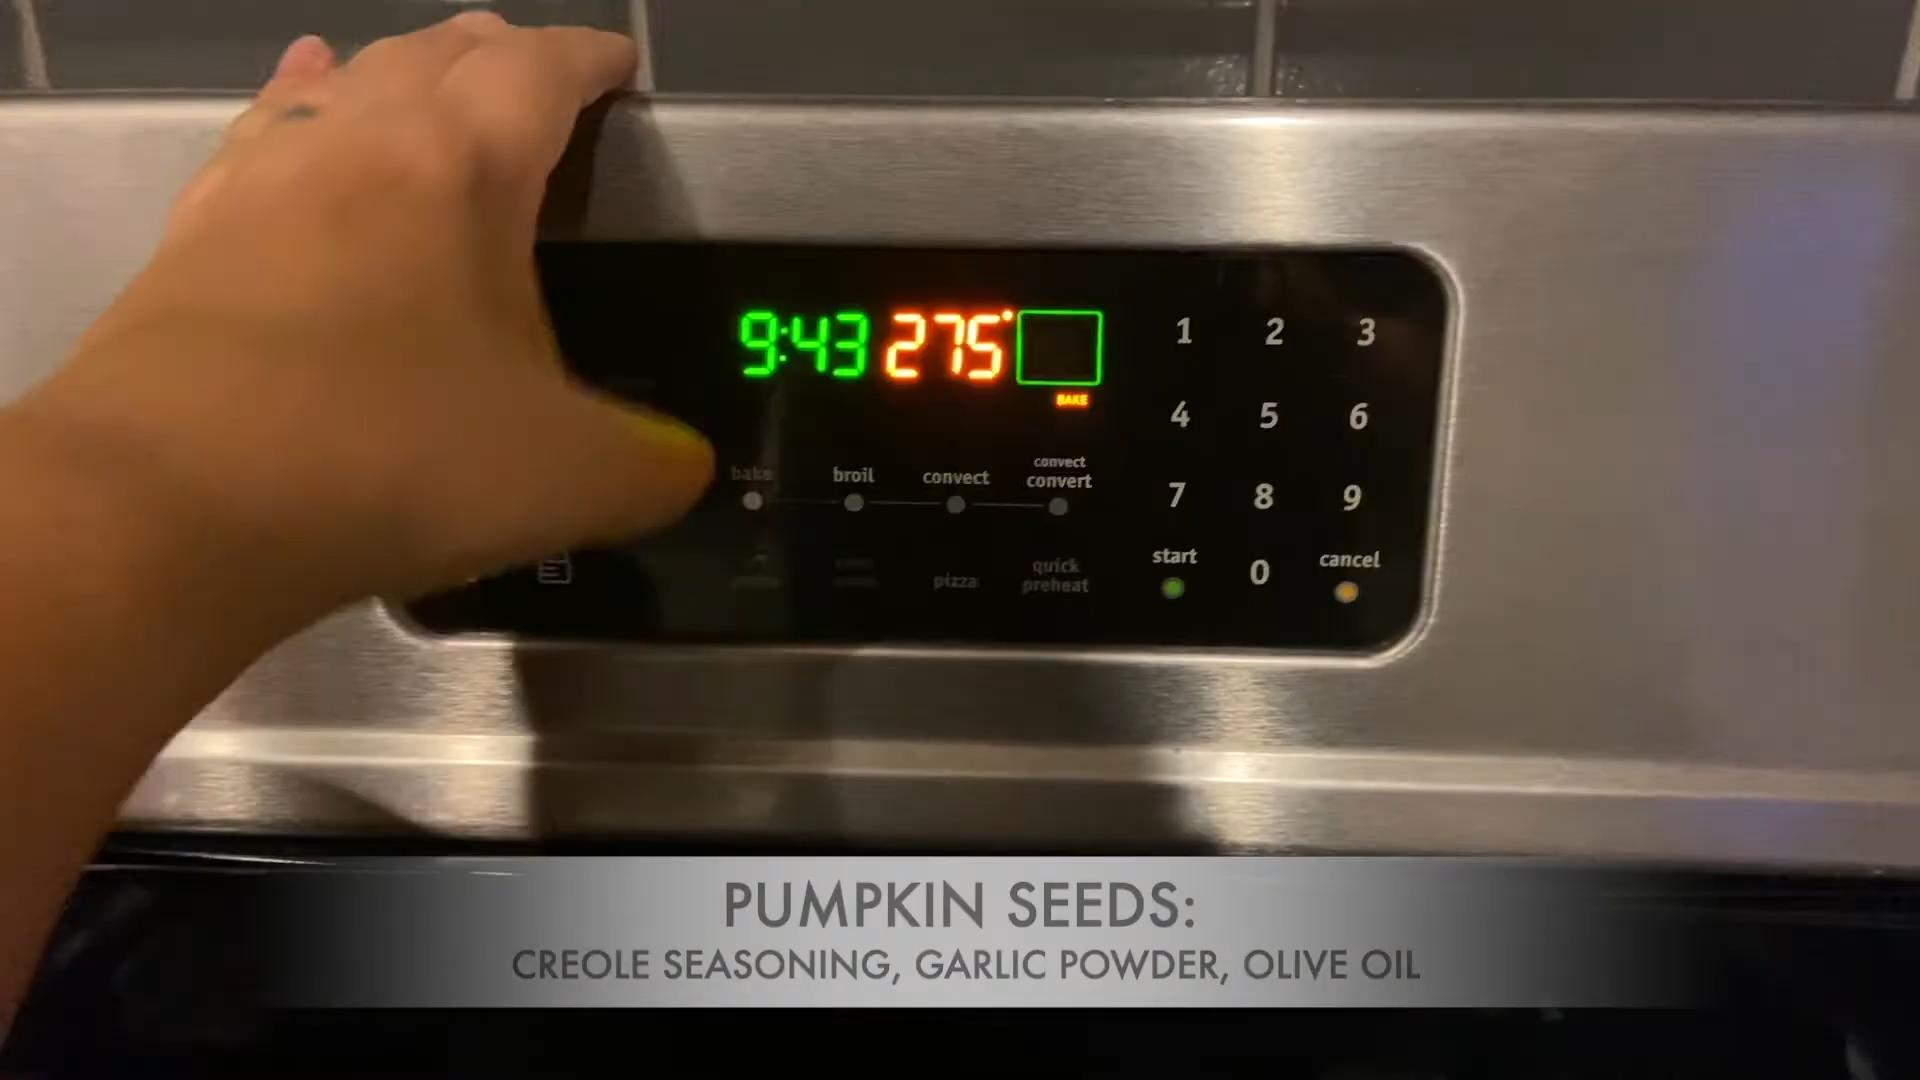 9:43 275°
BAKE
1 2 3
4 5 6
7 8 9
0
bake
broil
convect
convect
convert
pizza
quick
preheat
start
cancel
PUMPKIN SEEDS:
CREOLE SEASONING, GARLIC POWDER, OLIVE OIL